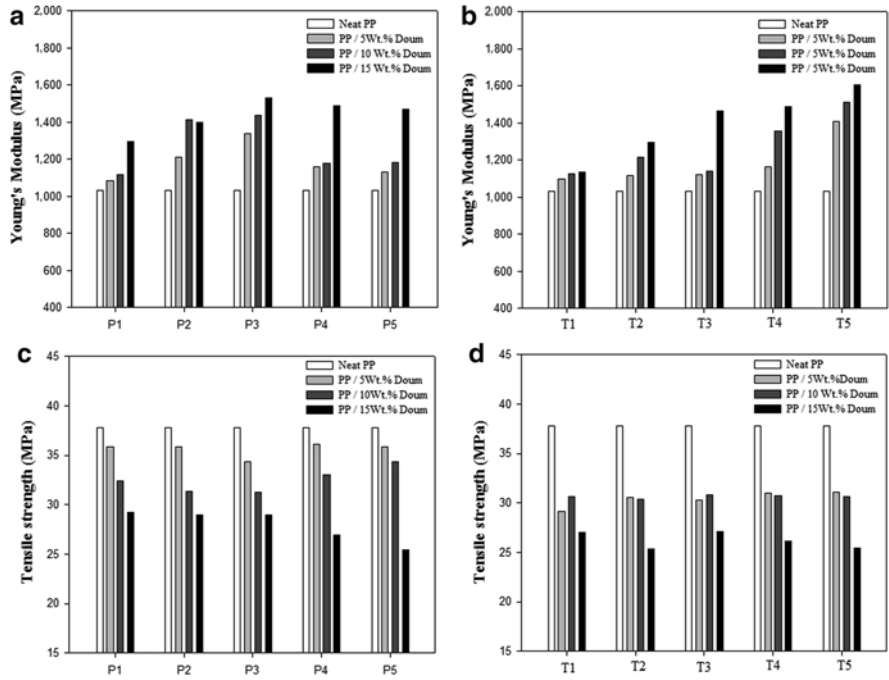 a
2,000
1,800
1,600
1,400
1,200
1,000
800
600
400
Young's Modulus (MPa)
Neat PP
PP / 5Wt.% Doum
PP / 10 Wt.% Doum
PP / 15 Wt.% Doum
P1 P2 P3 P4 P5
b
2,000
1,800
1,600
1,400
1,200
1,000
800
600
400
Young's Modulus (MPa)
Neat PP
PP / 5Wt.% Doum
PP / 5Wt.% Doum
PP / 5Wt.% Doum
T1 T2 T3 T4 T5
c
45
40
35
30
25
20
15
Tensile strength (MPa)
Neat PP
PP / 5Wt.% Doum
PP / 10Wt.% Doum
PP / 15Wt.% Doum
P1 P2 P3 P4 P5
d
45
40
35
30
25
20
15
Tensile strength (MPa)
Neat PP
PP / 5Wt.%Doum
PP / 10 Wt.% Doum
PP / 15Wt.% Doum
T1 T2 T3 T4 T5